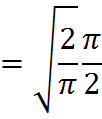 = √(2/π) π/2